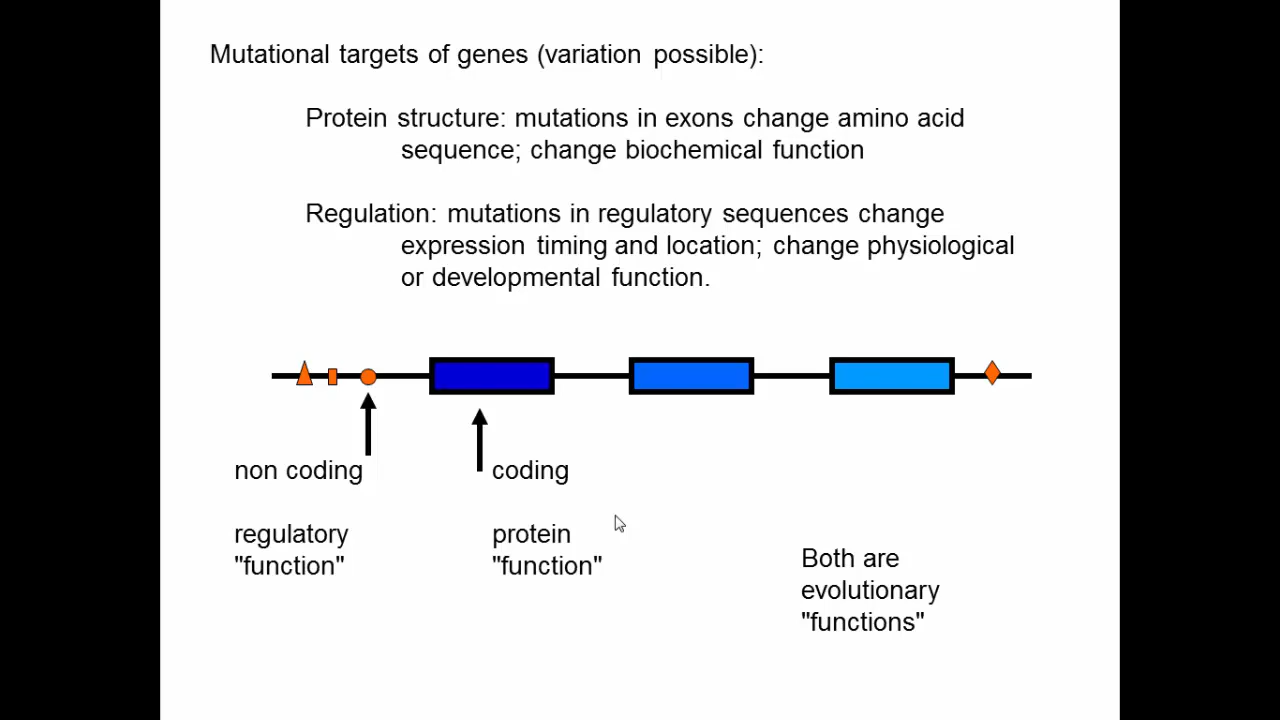 Mutational targets of genes (variation possible):
Protein structure: mutations in exons change amino acid
sequence; change biochemical function
Regulation: mutations in regulatory sequences change
expression timing and location; change physiological
or developmental function.
non coding
coding
regulatory
"function"
protein
"function"
Both are
evolutionary
"functions"